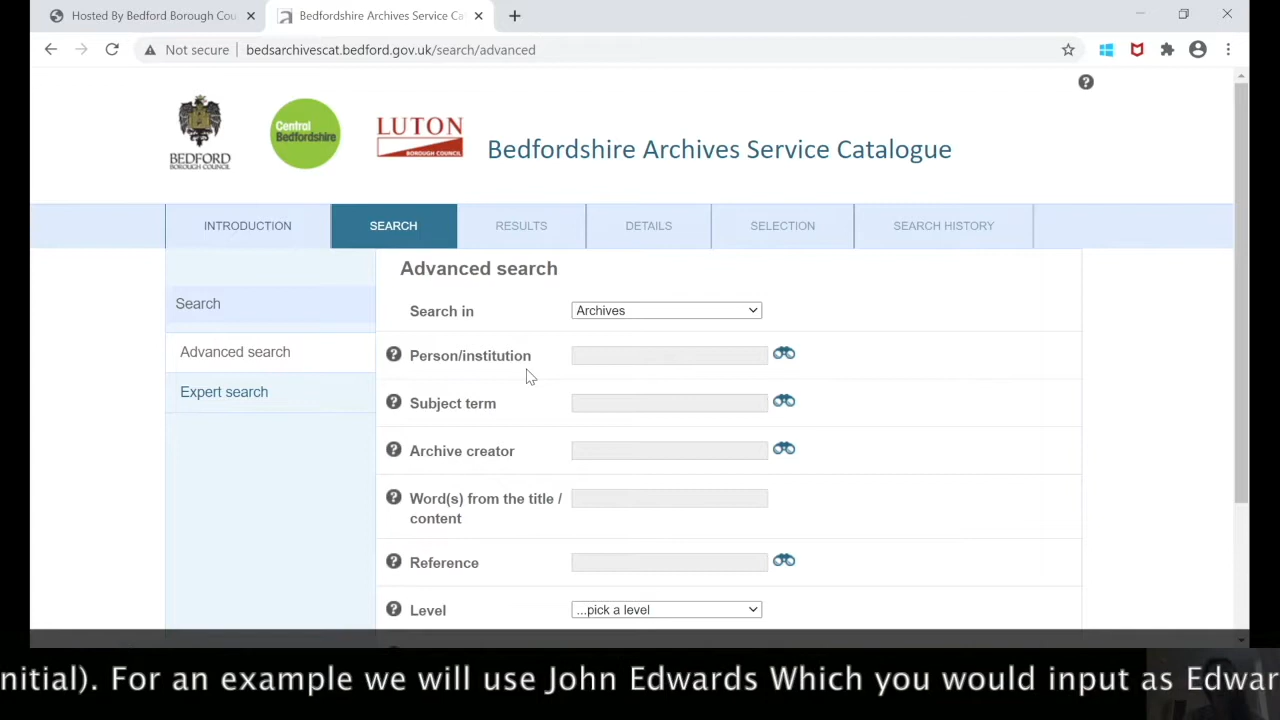 Hosted By Bedford Borough Cou
Bedfordshire Archives Service Ca
Not secure
bedsarchivescat.bedford.gov.uk/search/advanced
BEDFORD
BOROUGH COUNCIL
Central
Bedfordshire
LUTON
BOROUGH COUNCIL
Bedfordshire Archives Service Catalogue
INTRODUCTION
SEARCH
RESULTS
DETAILS
SELECTION
SEARCH HISTORY
Search
Advanced search
Expert search
Advanced search
Search in
Archives
Person/institution
Subject term
Archive creator
Word(s) from the title /
content
Reference
Level
...pick a level
nitial). For an example we will use John Edwards Which you would input as Edwar